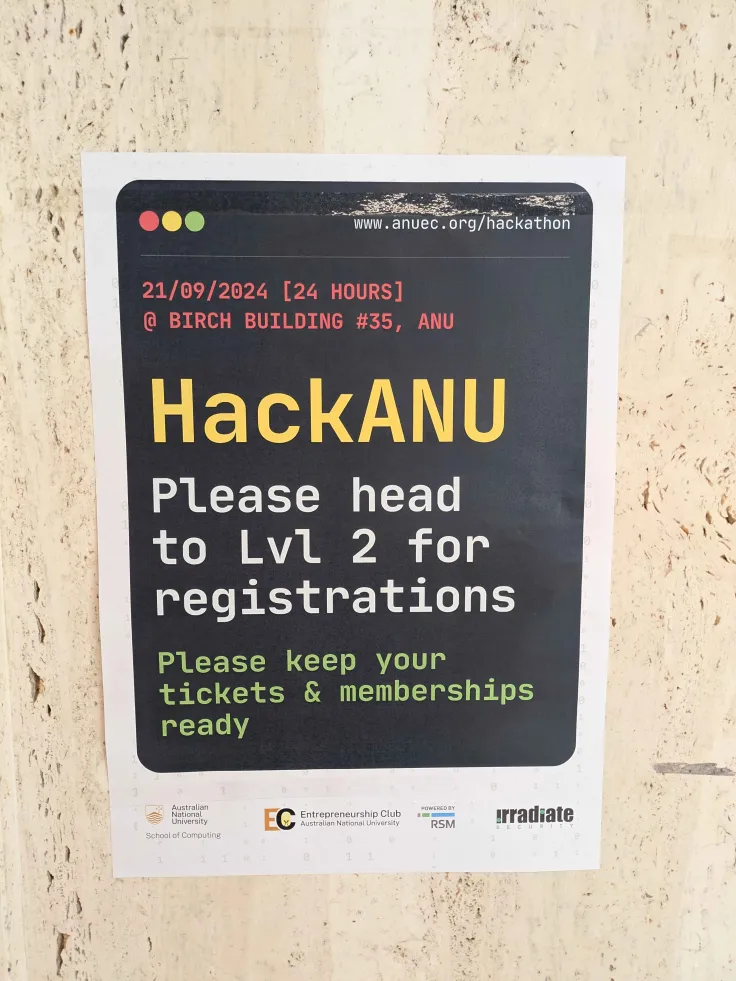 www.anuec.org/hackathon
21/09/2024 [24 HOURS]
@ BIRCH BUILDING #35, ANU
HackANU
Please head
to Lvl 2 for
registrations
Please keep your
tickets & memberships
ready
Australian
National
University
School of Computing
EC
Entrepreneurship Club
Australian National University
POWERED BY
RSM
irradiate
SECURITY